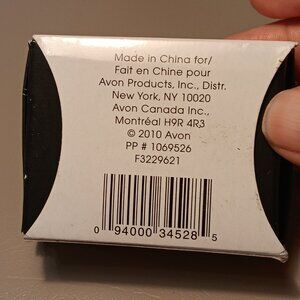 Made in China for/
Fait en Chine pour
Avon Products, Inc., Distr.
New York, NY 10020
Avon Canada Inc.,
Montréal H9R 4R3
© 2010 Avon
PP # 1069526
F3229621
0 94000 34528 5